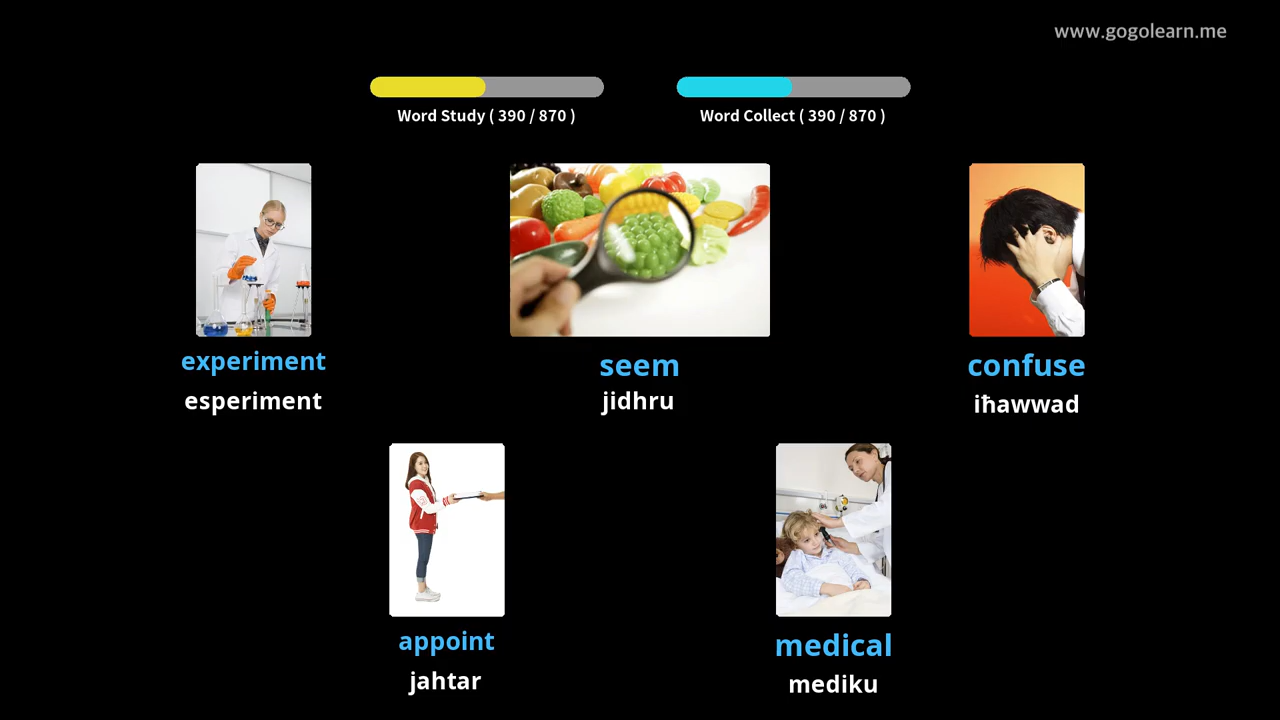 www.gogolearn.me
Word Study ( 390 / 870 )
Word Collect ( 390 / 870 )
experiment
esperiment
seem
jidhru
confuse
iħawwad
appoint
jahtar
medical
mediku